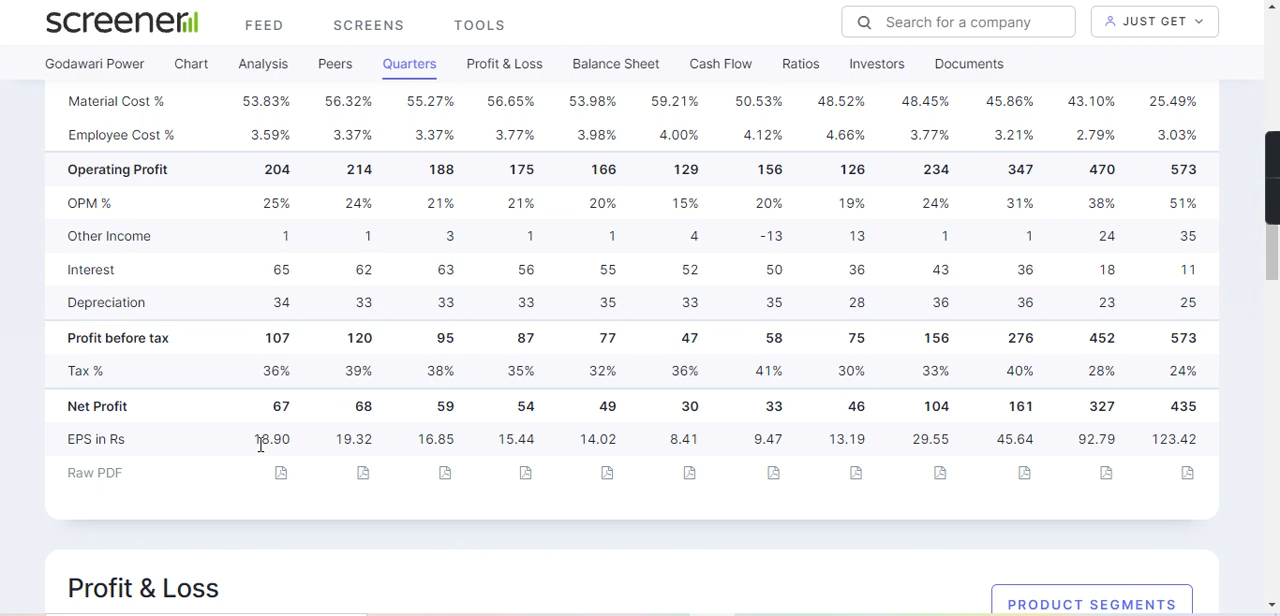 screener FEED SCREENS TOOLS Search for a company JUST GET
Godawari Power Chart Analysis Peers Quarters Profit & Loss Balance Sheet Cash Flow Ratios Investors Documents
Material Cost % 53.83% 56.32% 55.27% 56.65% 53.98% 59.21% 50.53% 48.52% 48.45% 45.86% 43.10% 25.49%
Employee Cost % 3.59% 3.37% 3.37% 3.77% 3.98% 4.00% 4.12% 4.66% 3.77% 3.21% 2.79% 3.03%
Operating Profit 204 214 188 175 166 129 156 126 234 347 470 573
OPM % 25% 24% 21% 21% 20% 15% 20% 19% 24% 31% 38% 51%
Other Income 1 1 3 1 1 4 -13 13 1 1 24 35
Interest 65 62 63 56 55 52 50 36 43 36 18 11
Depreciation 34 33 33 33 35 33 35 28 36 36 23 25
Profit before tax 107 120 95 87 77 47 58 75 156 276 452 573
Tax % 36% 39% 38% 35% 32% 36% 41% 30% 33% 40% 28% 24%
Net Profit 67 68 59 54 49 30 33 46 104 161 327 435
EPS in Rs 18.90 19.32 16.85 15.44 14.02 8.41 9.47 13.19 29.55 45.64 92.79 123.42
Raw PDF
Profit & Loss
PRODUCT SEGMENTS